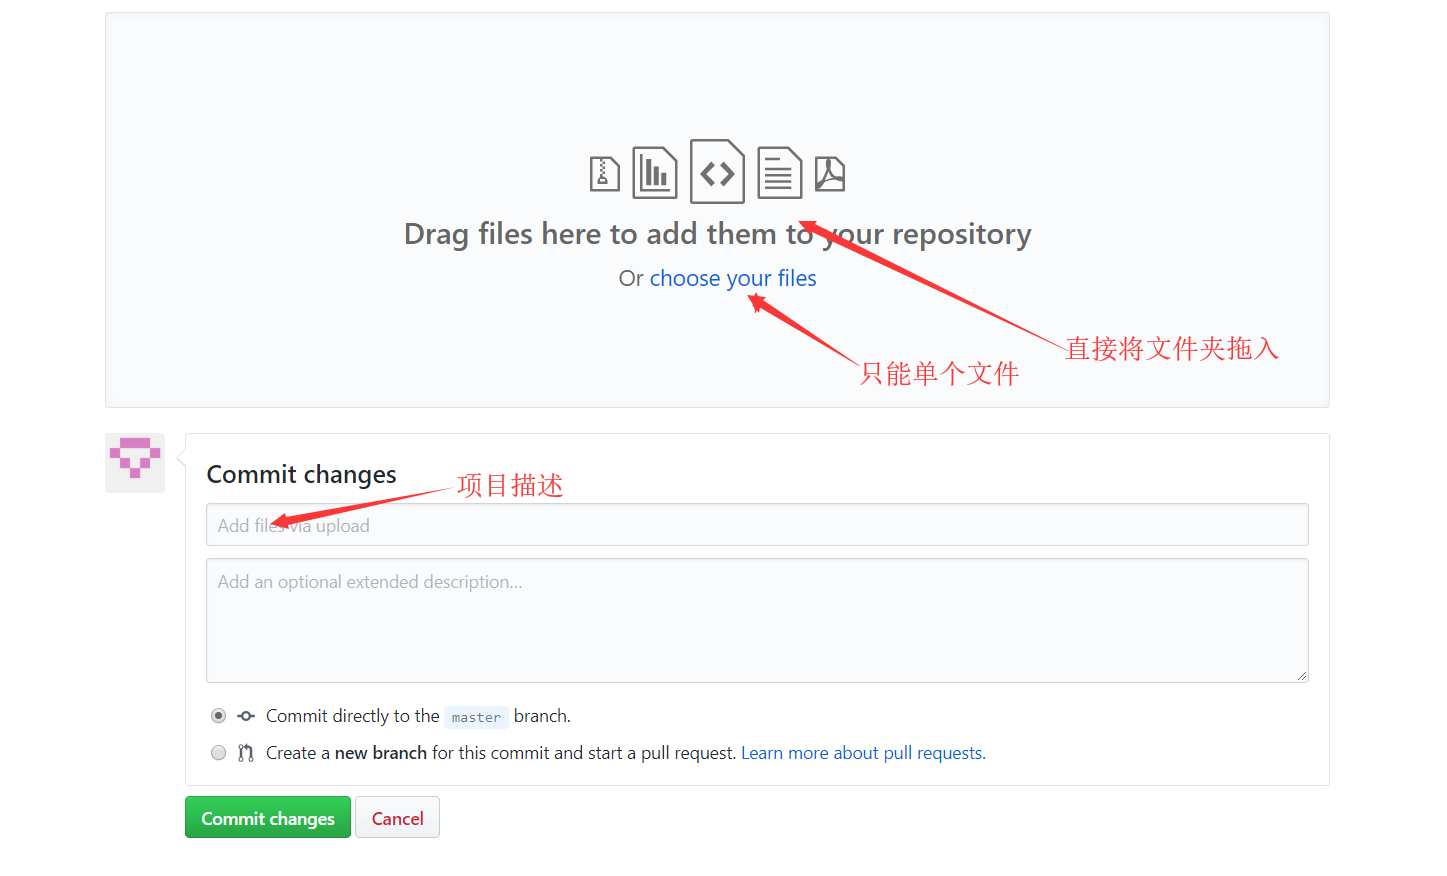 Drag files here to add them to your repository
Or choose your files
直接将文件夹拖入
只能单个文件
Commit changes
项目描述
Add files via upload
Add an optional extended description...
Commit directly to the master branch.
Create a new branch for this commit and start a pull request. Learn more about pull requests.
Commit changes
Cancel